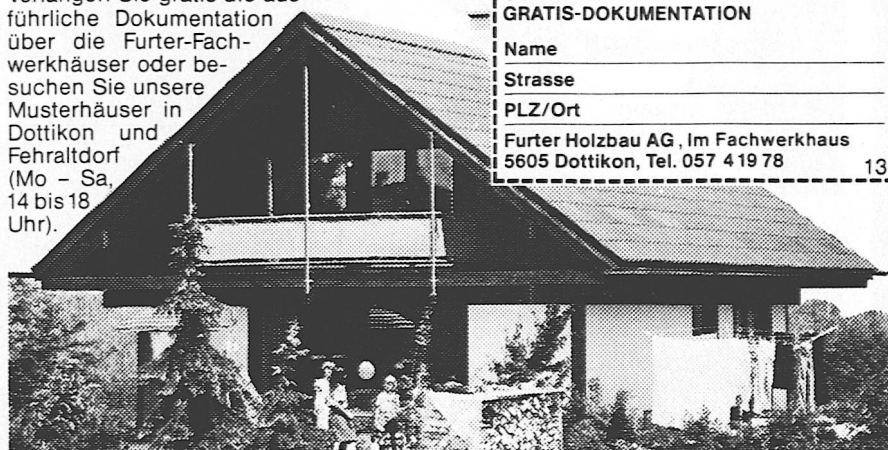 führliche Dokumentation
über die Furter-Fach-
werkhäuser oder be-
suchen Sie unsere
Musterhäuser in
Dottikon und
Fehraltdorf
(Mo – Sa,
14 bis 18
Uhr).
GRATIS-DOKUMENTATION
Name
Strasse
PLZ/Ort
Furter Holzbau AG, Im Fachwerkhaus
5605 Dottikon, Tel. 057 4 19 78
13